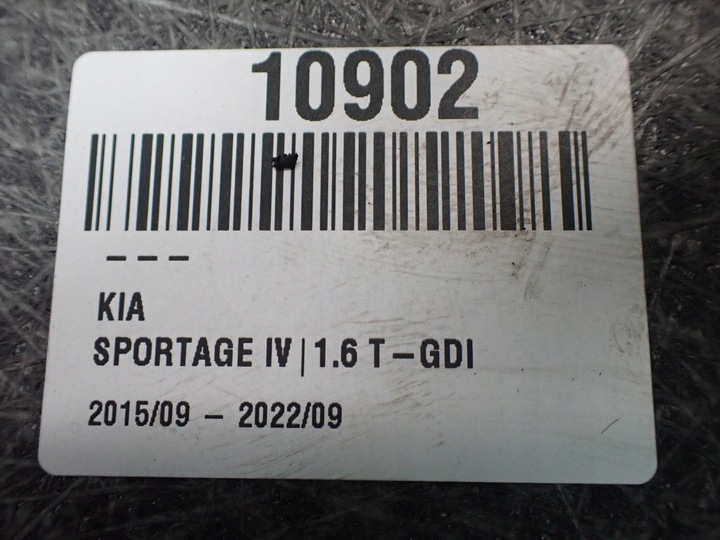 10902
– – –
KIA
SPORTAGE IV | 1.6 T-GDI
2015/09 – 2022/09